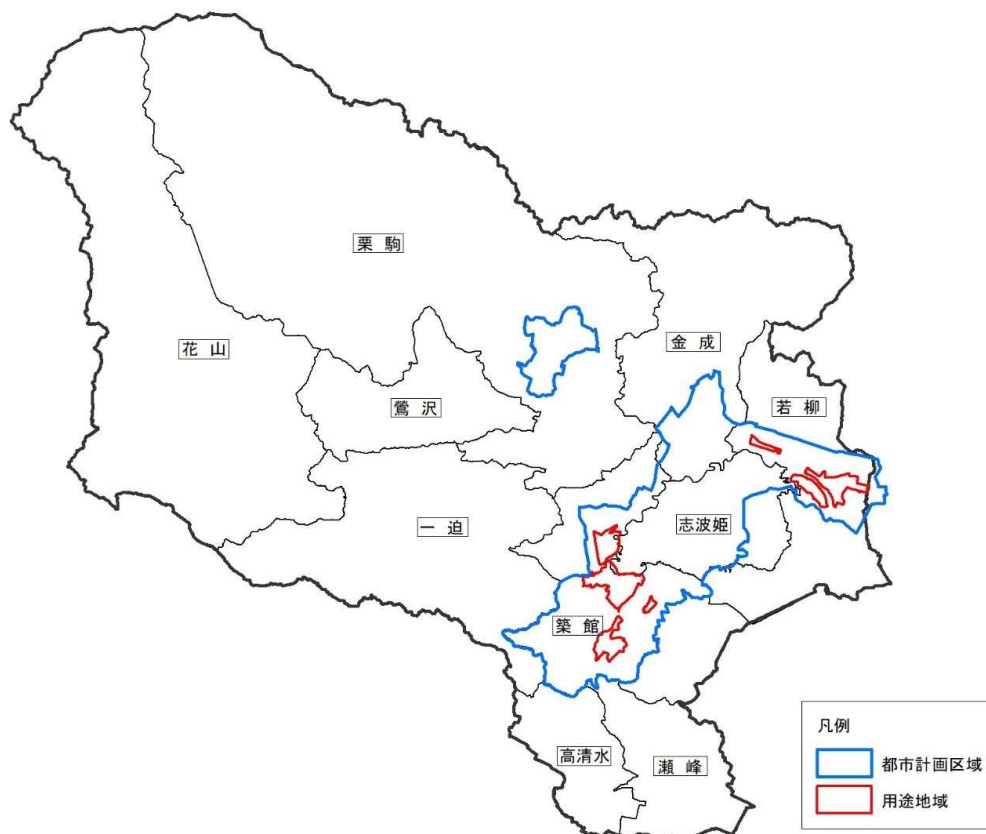 栗駒
花山
金成
鶯沢
若柳
一迫
志波姫
築館
高清水
瀬峰
凡例
都市計画区域
用途地域